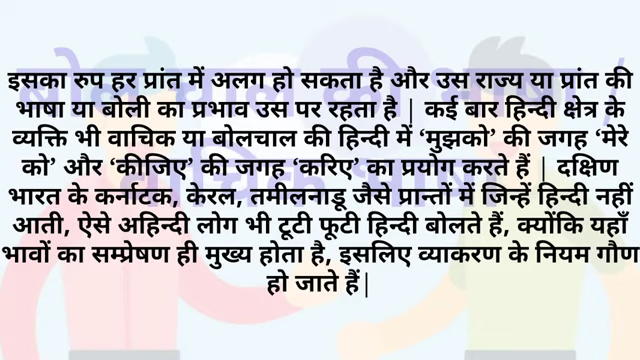 इसका रुप हर प्रांत में अलग हो सकता है और उस राज्य या प्रांत की
भाषा या बोली का प्रभाव उस पर रहता है | कई बार हिन्दी क्षेत्र के
व्यक्ति भी वाचिक या बोलचाल की हिन्दी में ‘मुझको’ की जगह ‘मेरे
को’ और ‘कीजिए’ की जगह ‘करिए’ का प्रयोग करते हैं | दक्षिण
भारत के कर्नाटक, केरल, तमीलनाडू जैसे प्रान्तों में जिन्हें हिन्दी नहीं
आती, ऐसे अहिन्दी लोग भी टूटी फूटी हिन्दी बोलते हैं, क्योंकि यहाँ
भावों का सम्प्रेषण ही मुख्य होता है, इसलिए व्याकरण के नियम गौण
हो जाते हैं|